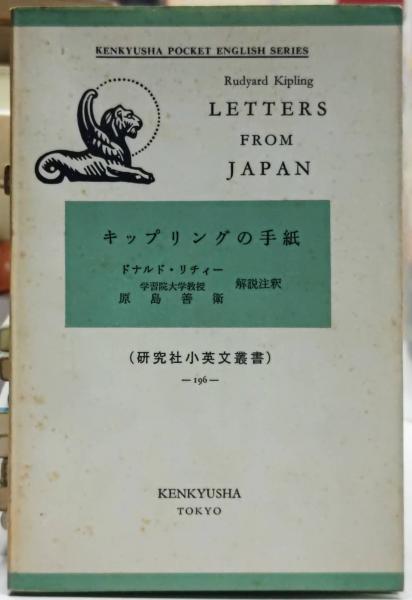 KENKYUSHA POCKET ENGLISH SERIES
Rudyard Kipling
LETTERS
FROM
JAPAN
キップリングの手紙
ドナルド・リチィー
学習院大学教授
原島善衛
解説注釈
(研究社小英文叢書)
—196—
KENKYUSHA
TOKYO